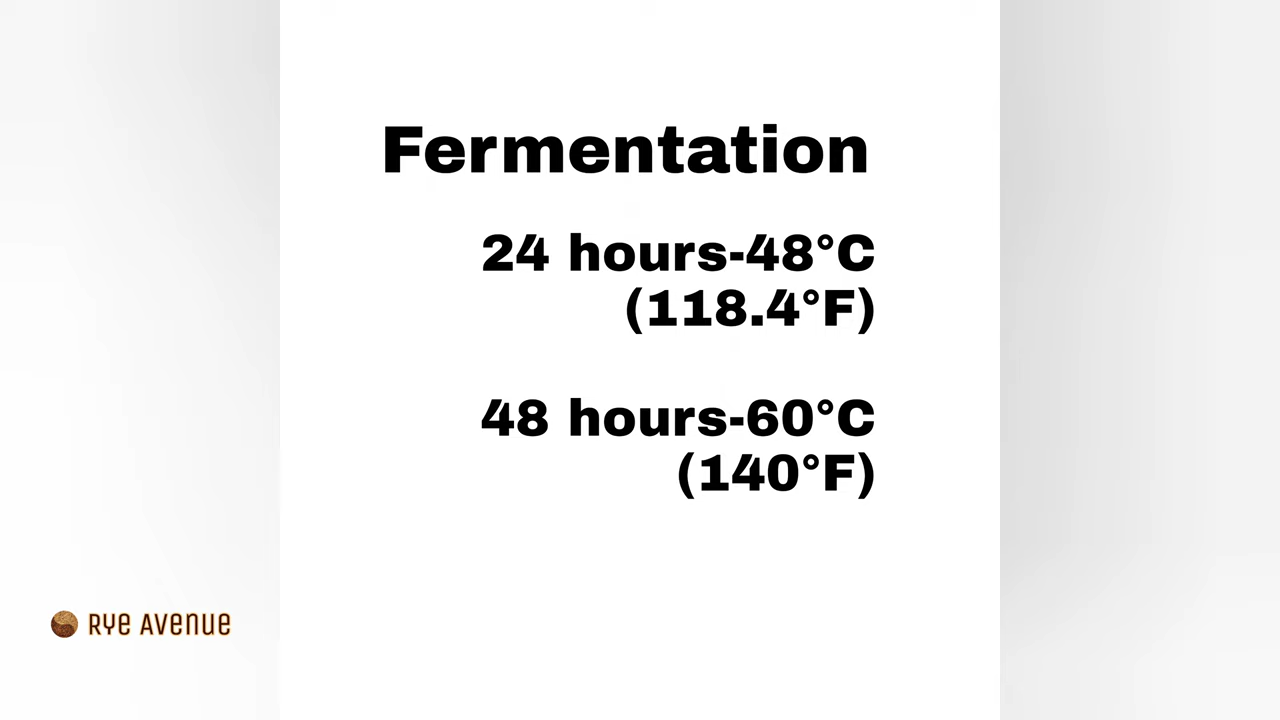 Fermentation
24 hours-48°C
(118.4°F)
48 hours-60°C
(140°F)
Rye Avenue